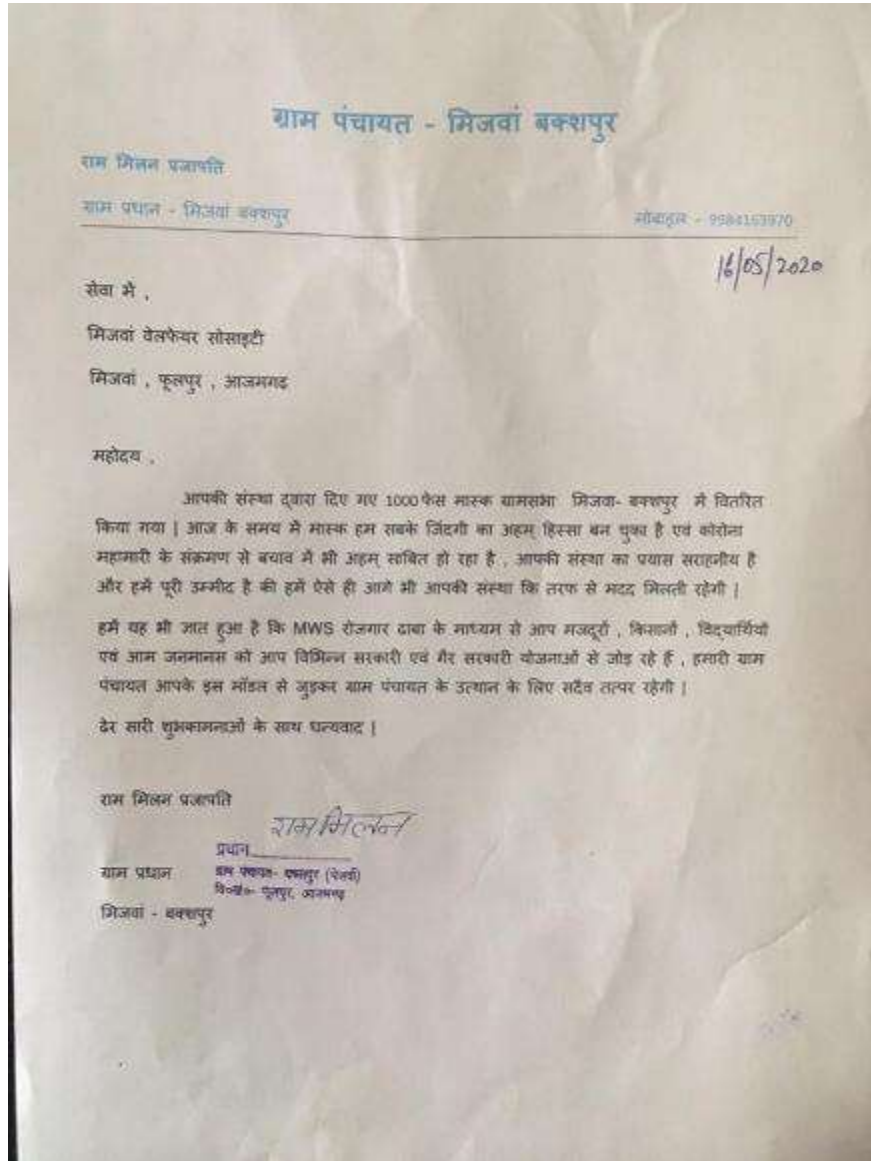 ग्राम पंचायत - मिजवां बक्शपुर
राम मिलन प्रजापति
ग्राम प्रधान - मिजवां बक्शपुर
मोबाइल - 9984163970
16/05/2020
सेवा में ,
मिजवां वेलफेयर सोसाइटी
मिजवां , फूलपुर , आजमगढ़
महोदय ,
आपकी संस्था द्वारा दिए गए 1000 फेस मास्क ग्रामसभा मिजवा- बक्शपुर में वितरित
किया गया | आज के समय में मास्क हम सबके जिंदगी का अहम् हिस्सा बन चुका है एवं कोरोना
महामारी के संक्रमण से बचाव में भी अहम् साबित हो रहा है , आपकी संस्था का प्रयास सराहनीय है
और हमें पूरी उम्मीद है की हमें ऐसे ही आगे भी आपकी संस्था कि तरफ से मदद मिलती रहेगी |
हमें यह भी ज्ञात हुआ है कि MWS रोजगार ढाबा के माध्यम से आप मजदूरों , किसानों , विद्यार्थियों
एवं आम जनमानस को आप विभिन्न सरकारी एवं गैर सरकारी योजनाओं से जोड़ रहे हैं , हमारी ग्राम
पंचायत आपके इस मॉडल से जुड़कर ग्राम पंचायत के उत्थान के लिए सदैव तत्पर रहेगी |
ढेर सारी शुभकामनाओं के साथ धन्यवाद |
राम मिलन प्रजापति
राम मिलन
प्रधान
ग्राम प्रधान
ग्राम पंचायत- बक्सपुर
वि०ख०- फूलपुर, आजमगढ़
मिजवां - बक्शपुर